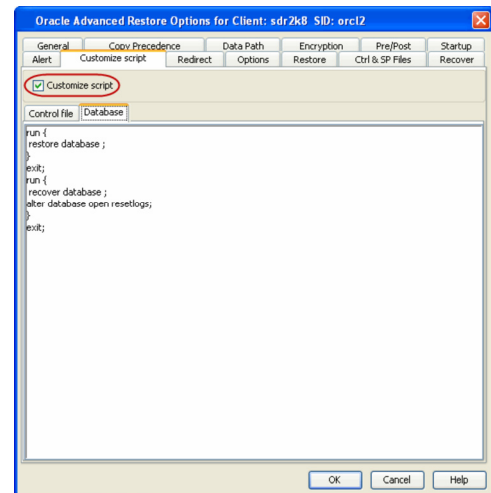 Oracle Advanced Restore Options for Client: sdr2k8 SID: orcl2
General Copy Precedence Data Path Encryption Pre/Post Startup
Alert Customize script Redirect Options Restore Ctrl & SP Files Recover
Customize script
Control file Database
run {
restore database ;
}
exit;
run {
recover database ;
alter database open resetlogs;
}
exit;
OK Cancel Help